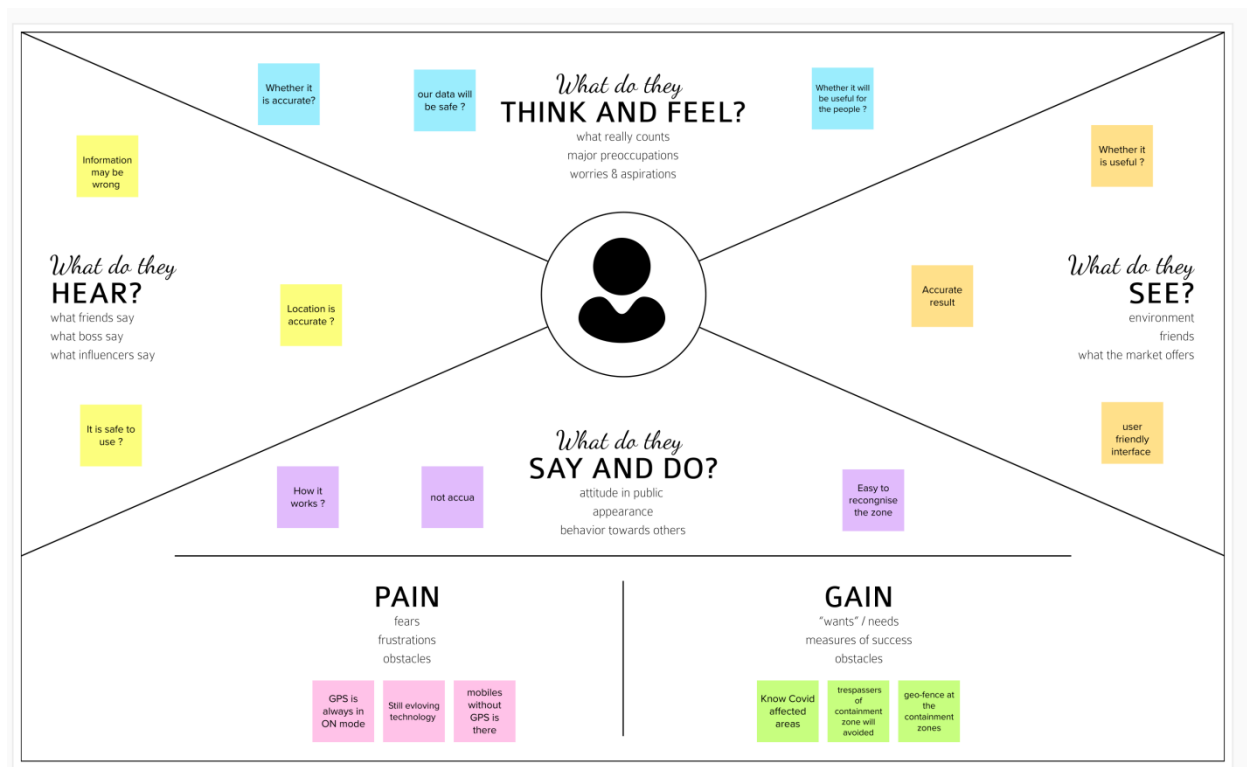 What do they
THINK AND FEEL?
what really counts
major preoccupations
worries & aspirations
Whether it
is accurate?
our data will
be safe ?
Whether it will
be useful for
the people ?
What do they
HEAR?
what friends say
what boss say
what influencers say
Information
may be
wrong
Location is
accurate ?
It is safe to
use ?
What do they
SEE?
environment
friends
what the market offers
Whether it
is useful ?
Accurate
result
user
friendly
interface
What do they
SAY AND DO?
attitude in public
appearance
behavior towards others
How it
works ?
not accua
Easy to
recongnise
the zone
PAIN
fears
frustrations
obstacles
GPS is
always in
ON mode
Still evloving
technology
mobiles
without
GPS is
there
GAIN
“wants” / needs
measures of success
obstacles
Know Covid
affected
areas
trespassers
of
containment
zone will
avoided
geo-fence at
the
containment
zones